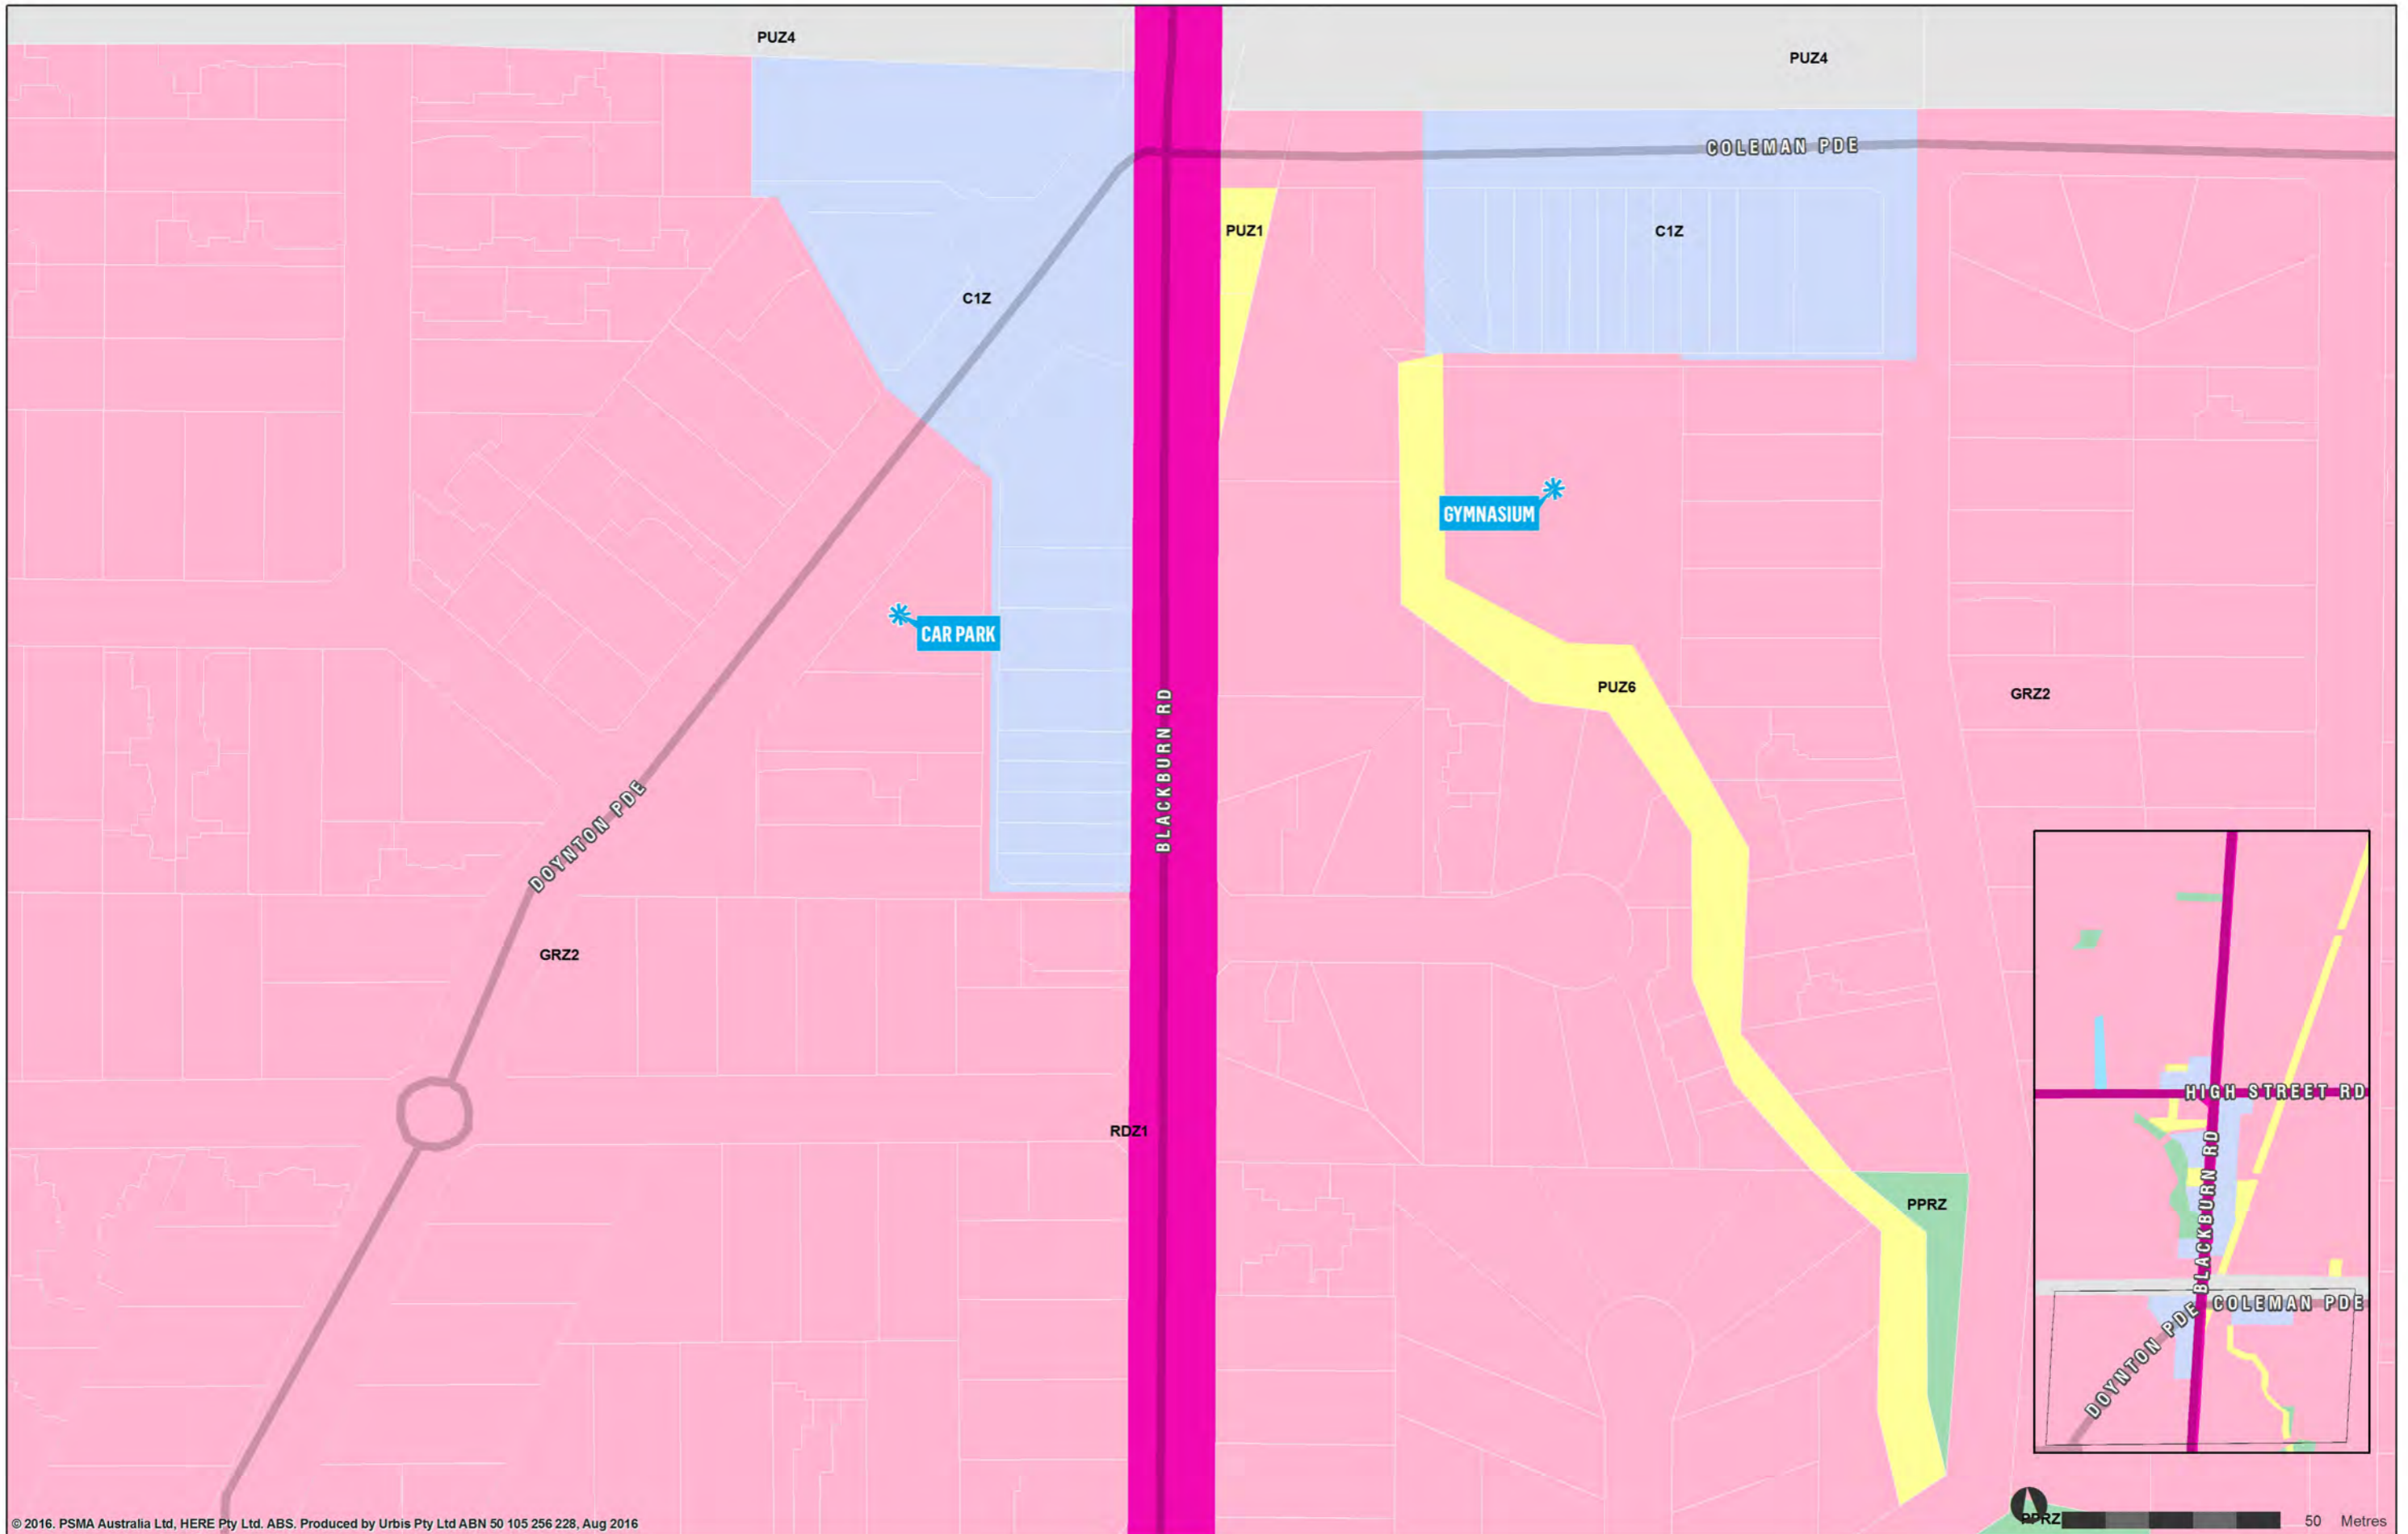 PUZ4
PUZ4
COLEMAN PDE
PUZ1
C1Z
C1Z
GYMNASIUM
CAR PARK
PUZ6
GRZ2
BLACKBURN RD
DOYNTON PDE
GRZ2
HIGH STREET RD
RDZ1
BLACKBURN RD
PPRZ
COLEMAN PDE
DOYNTON PDE
PPRZ
50 Metres
© 2016. PSMA Australia Ltd, HERE Pty Ltd. ABS. Produced by Urbis Pty Ltd ABN 50 105 256 228, Aug 2016